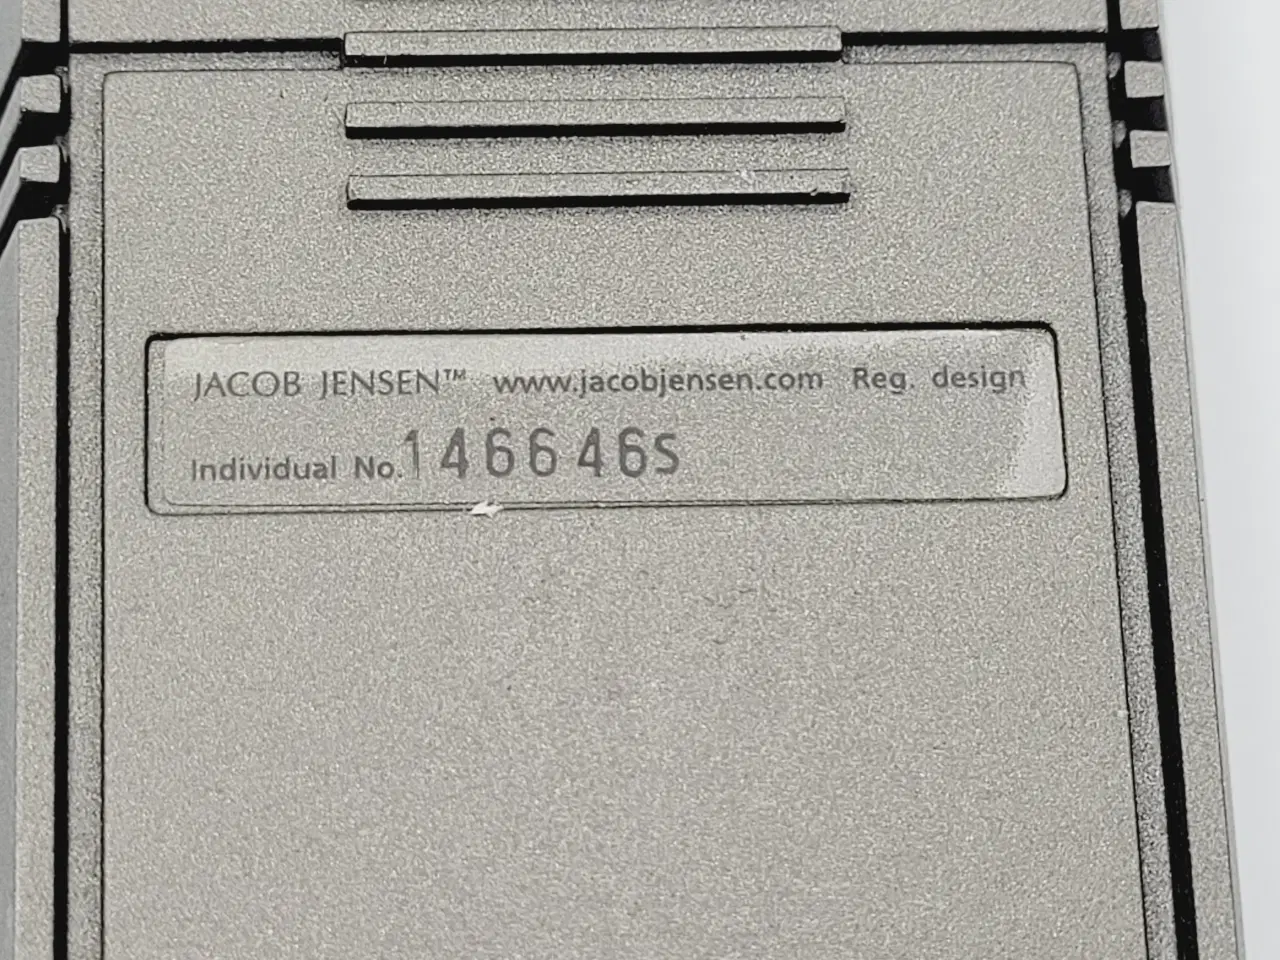 JACOB JENSEN™ www.jacobjensen.com Reg. design
Individual No. 146646S